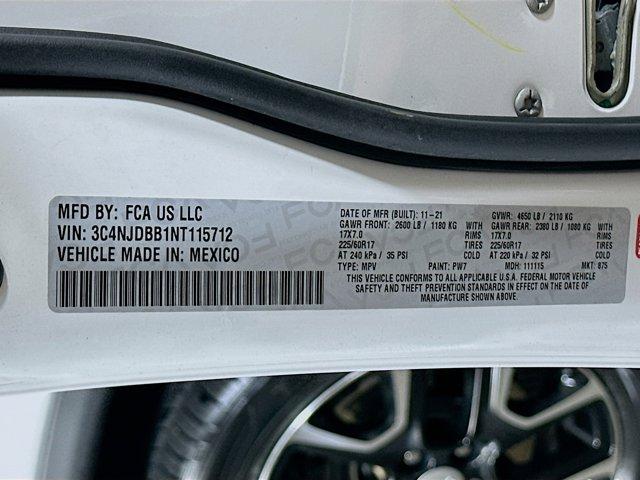 MFD BY: FCA US LLC
VIN: 3C4NJDBB1NT115712
VEHICLE MADE IN: MEXICO
DATE OF MFR (BUILT): 11-21 GVWR: 4650 LB / 2110 KG
GAWR FRONT: 2600 LB / 1180 KG WITH GAWR REAR: 2380 LB / 1080 KG WITH
17X7.0 RIMS 17X7.0 RIMS
225/60R17 225/60R17
AT 240 kPa / 35 PSI COLD AT 220 kPa / 32 PSI COLD
TYPE: MPV PAINT: PW7 MDH: 111115 MKT: 875
THIS VEHICLE CONFORMS TO ALL APPLICABLE U.S.A. FEDERAL MOTOR VEHICLE
SAFETY AND THEFT PREVENTION STANDARDS IN EFFECT ON THE DATE OF
MANUFACTURE SHOWN ABOVE.